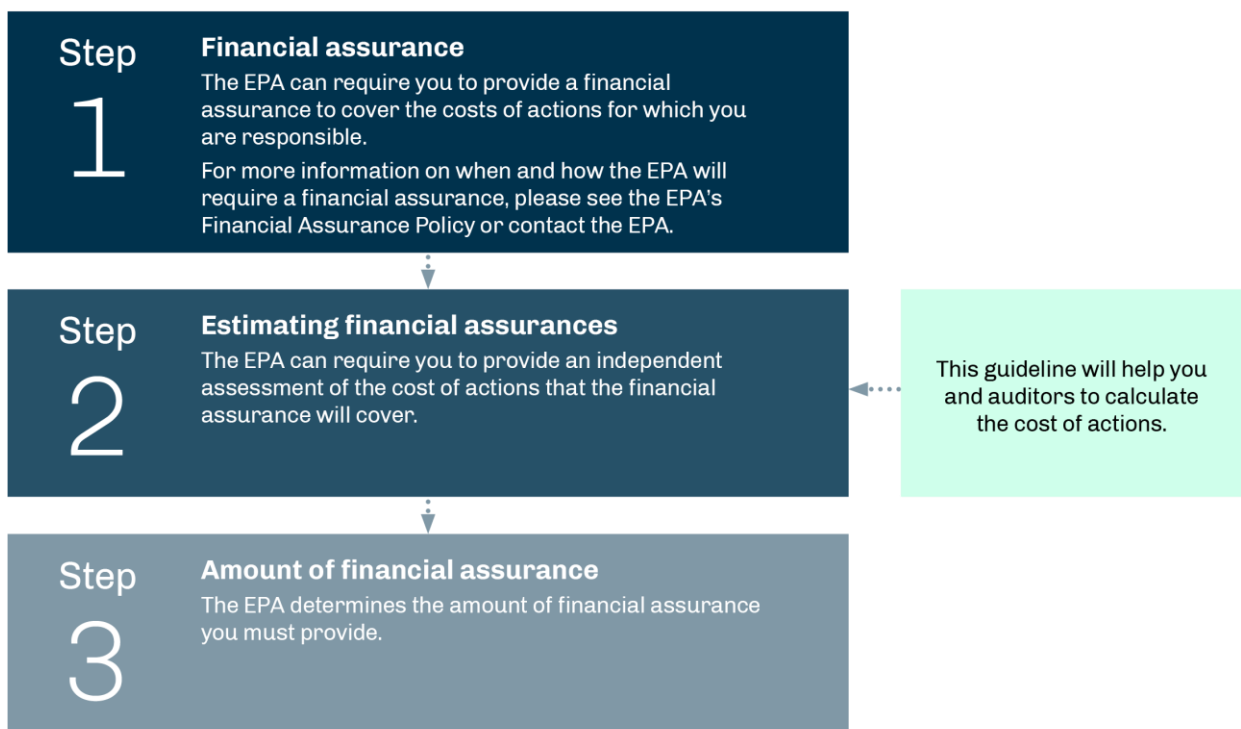 Step
1
Financial assurance
The EPA can require you to provide a financial
assurance to cover the costs of actions for which you
are responsible.
For more information on when and how the EPA will
require a financial assurance, please see the EPA’s
Financial Assurance Policy or contact the EPA.
Step
2
Estimating financial assurances
The EPA can require you to provide an independent
assessment of the cost of actions that the financial
assurance will cover.
This guideline will help you
and auditors to calculate
the cost of actions.
Step
3
Amount of financial assurance
The EPA determines the amount of financial assurance
you must provide.